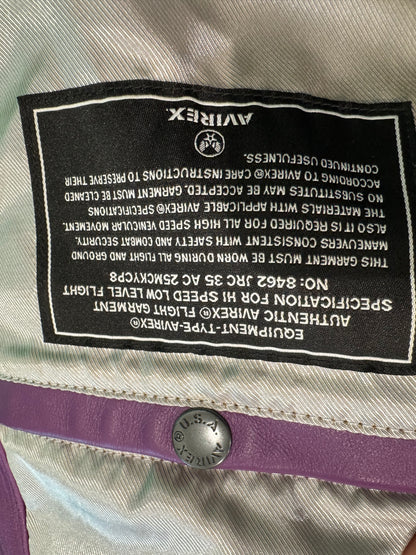 EQUIPMENT-TYPE-AVIREX®
AUTHENTIC AVIREX® FLIGHT GARMENT
SPECIFICATION FOR HI SPEED LOW LEVEL FLIGHT
NO: 8462 JRC 35 AC 25MCKYCP8
THIS GARMENT MUST BE WORN DURING ALL FLIGHT AND GROUND
MANEUVERS CONSISTENT WITH SAFETY AND COMBAT SECURITY.
ALSO IT IS REQUIRED FOR ALL HIGH SPEED VEHICULAR MOVEMENT.
THE MATERIALS WITH APPLICABLE AVIREX® SPECIFICATIONS
NO SUBSTITUTES MAY BE ACCEPTED. GARMENT MUST BE CLEANED
ACCORDING TO AVIREX® CARE INSTRUCTIONS TO PRESERVE THEIR
CONTINUED USEFULNESS.
AVIREX
AVIREX® U.S.A.